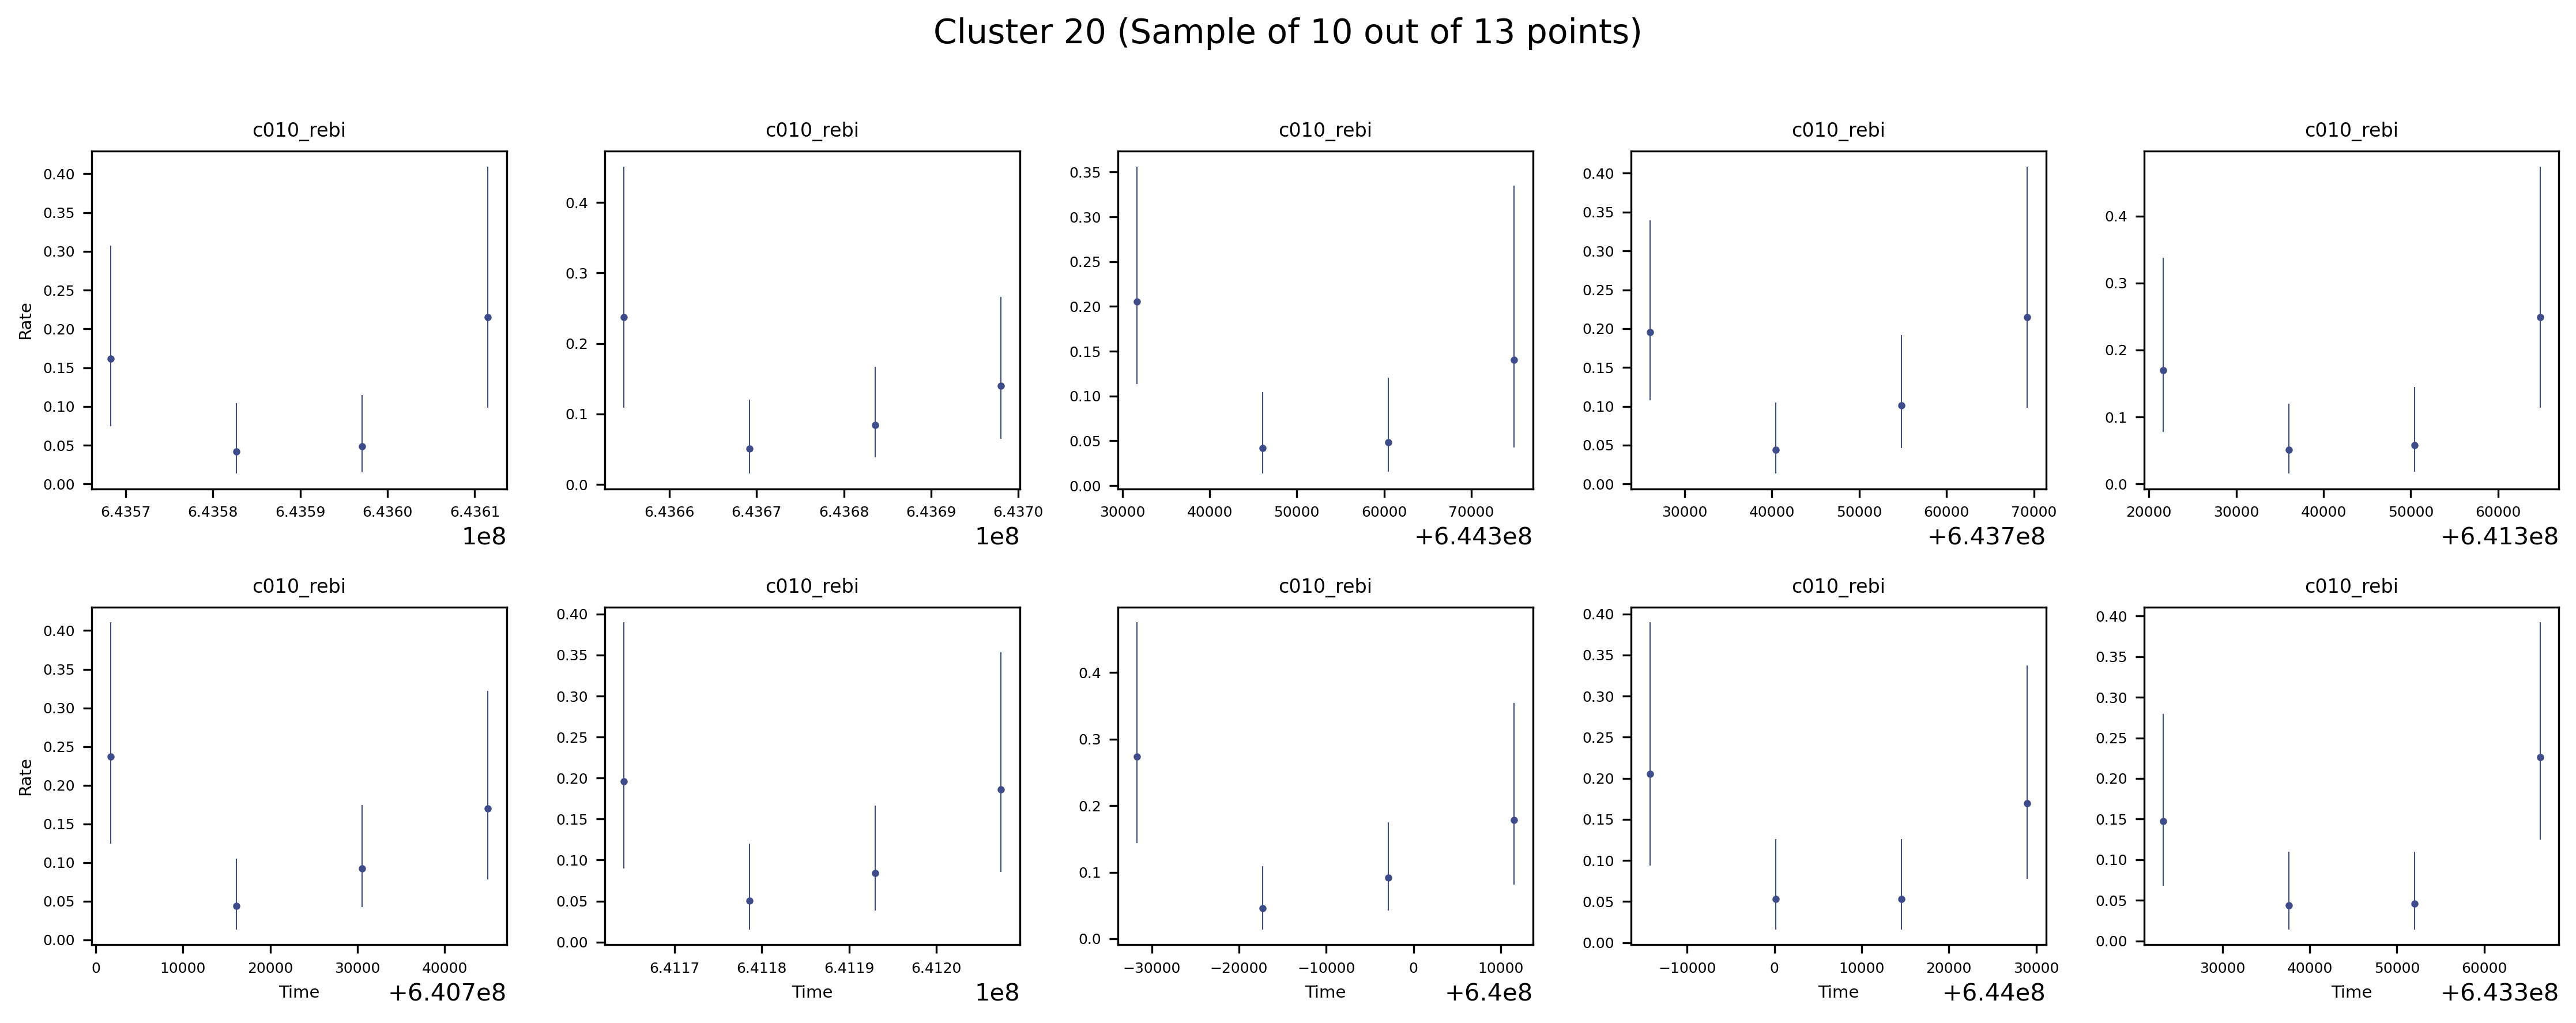 Cluster 20 (Sample of 10 out of 13 points)
c010_rebi c010_rebi c010_rebi c010_rebi c010_rebi
Rate
0.40 0.35 0.30 0.25 0.20 0.15 0.10 0.05 0.00
0.4 0.3 0.2 0.1 0.0
0.35 0.30 0.25 0.20 0.15 0.10 0.05 0.00
0.40 0.35 0.30 0.25 0.20 0.15 0.10 0.05 0.00
0.4 0.3 0.2 0.1 0.0
6.4357 6.4358 6.4359 6.4360 6.4361
1e8
6.4366 6.4367 6.4368 6.4369 6.4370
1e8
30000 40000 50000 60000 70000
+6.443e8
30000 40000 50000 60000 70000
+6.437e8
20000 30000 40000 50000 60000
+6.413e8
c010_rebi c010_rebi c010_rebi c010_rebi c010_rebi
Rate
0.40 0.35 0.30 0.25 0.20 0.15 0.10 0.05 0.00
0.40 0.35 0.30 0.25 0.20 0.15 0.10 0.05 0.00
0.4 0.3 0.2 0.1 0.0
0.40 0.35 0.30 0.25 0.20 0.15 0.10 0.05 0.00
0.40 0.35 0.30 0.25 0.20 0.15 0.10 0.05 0.00
0 10000 20000 30000 40000
Time +6.407e8
6.4117 6.4118 6.4119 6.4120
Time 1e8
−30000 −20000 −10000 0 10000
Time +6.4e8
−10000 0 10000 20000 30000
Time +6.44e8
30000 40000 50000 60000
Time +6.433e8